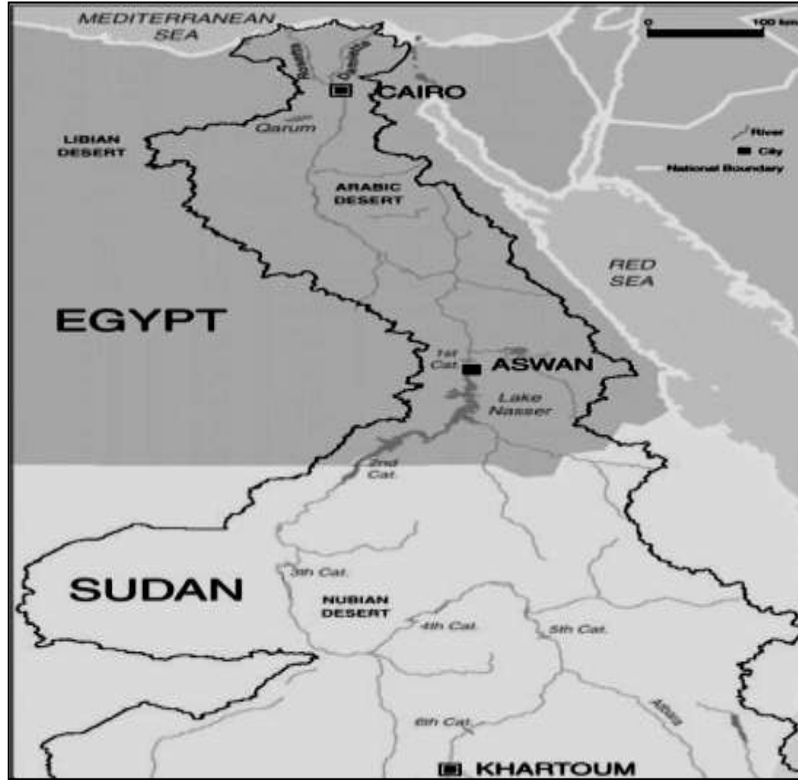 MEDITERRANEAN
SEA
0 100 km
Rosetta
Damietta
CAIRO
River
City
National Boundary
Qarum
LIBIAN
DESERT
ARABIC
DESERT
RED
SEA
EGYPT
1st
Cat.
ASWAN
Lake
Nasser
2nd
Cat.
SUDAN
3th Cat.
NUBIAN
DESERT
4th Cat.
5th Cat.
Atbara
6th Cat.
KHARTOUM